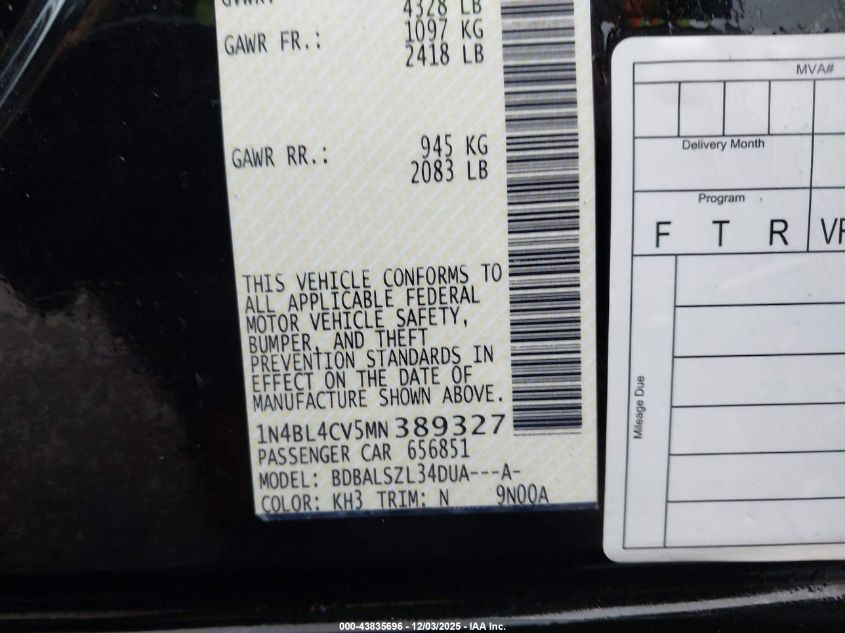 GVWR:
4328 LB
GAWR FR.: 1097 KG
2418 LB
GAWR RR.: 945 KG
2083 LB
THIS VEHICLE CONFORMS TO
ALL APPLICABLE FEDERAL
MOTOR VEHICLE SAFETY,
BUMPER, AND THEFT
PREVENTION STANDARDS IN
EFFECT ON THE DATE OF
MANUFACTURE SHOWN ABOVE.
1N4BL4CV5MN389327
PASSENGER CAR 656851
MODEL: BDBALSZL34DUA---A-
COLOR: KH3 TRIM: N 9N00A
MVA#
Delivery Month
Program
F T R
Mileage Due
000-43835696 - 12/03/2025 - IAA Inc.